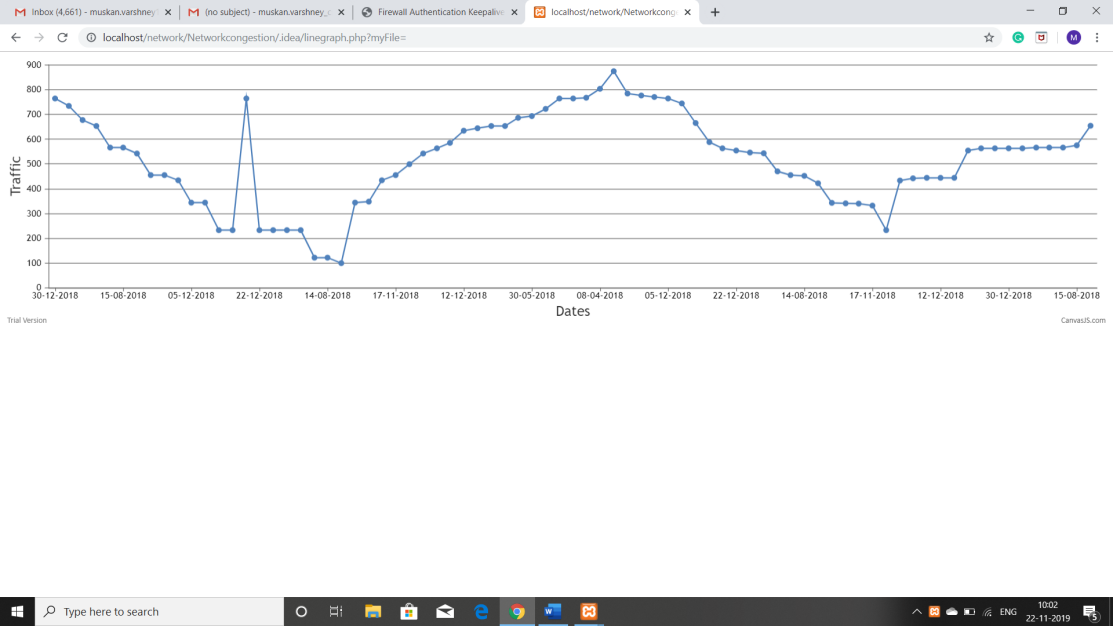 Inbox (4,661) - muskan.varshney
(no subject) - muskan.varshney_c
Firewall Authentication Keepalive
localhost/network/Networkcong
localhost/network/Networkcongestion/.idea/linegraph.php?myFile=
M
900
800
700
600
500
400
300
200
100
0
Traffic
30-12-2018 15-08-2018 05-12-2018 22-12-2018 14-08-2018 17-11-2018 12-12-2018 30-05-2018 08-04-2018 05-12-2018 22-12-2018 14-08-2018 17-11-2018 12-12-2018 30-12-2018 15-08-2018
Dates
Trial Version
CanvasJS.com
Type here to search
ENG
10:02
22-11-2019
5